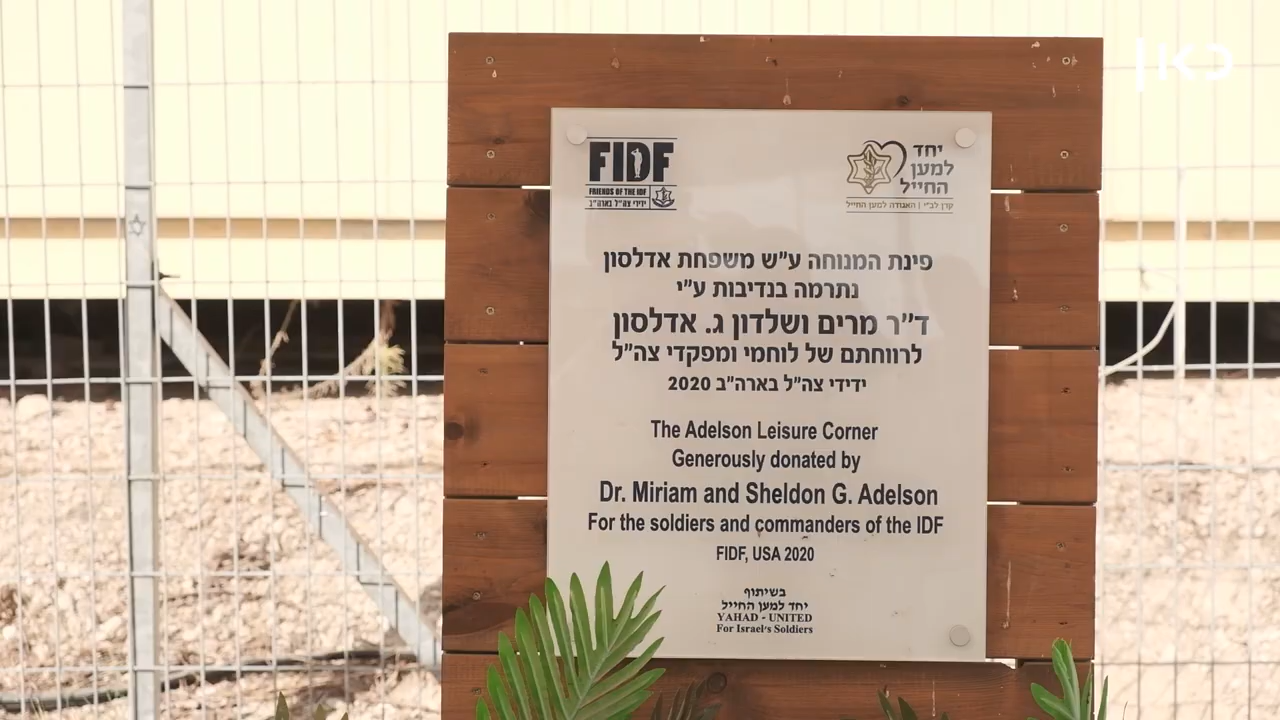 כאן
FIDF
FRIENDS OF THE IDF
ידידי צה"ל בארה"ב
יחד
למען
החייל
קרן לב"י | האגודה למען החייל
פינת המנוחה ע"ש משפחת אדלסון
נתרמה בנדיבות ע"י
ד"ר מרים ושלדון ג. אדלסון
לרווחתם של לוחמי ומפקדי צה"ל
ידידי צה"ל בארה"ב 2020
The Adelson Leisure Corner
Generously donated by
Dr. Miriam and Sheldon G. Adelson
For the soldiers and commanders of the IDF
FIDF, USA 2020
בשיתוף
יחד למען החייל
YAHAD - UNITED
For Israel's Soldiers